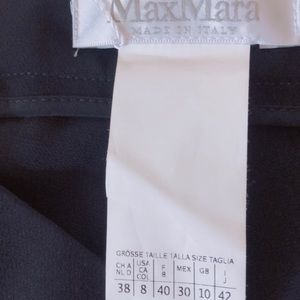 MaxMara
MADE IN ITALY
GRÖSSE TAILLE TALLA SIZE TAGLIA
CH A USA F MEX GB I
NL D CA B J
COL
38 8 40 30 10 42